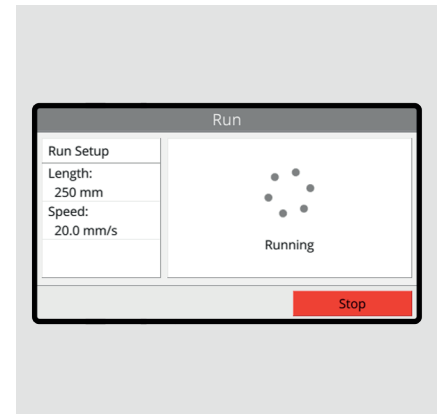 Run
Run Setup
Length:
250 mm
Speed:
20.0 mm/s
Running
Stop